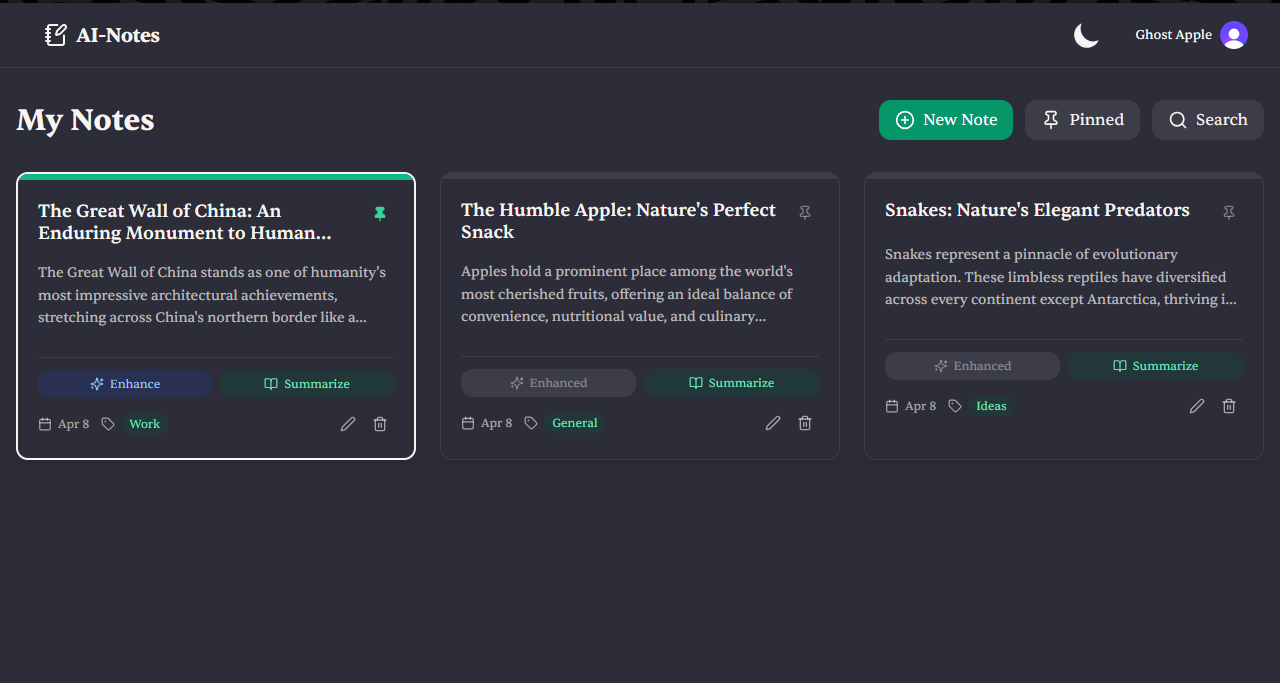 AI-Notes
Ghost Apple
My Notes
New Note
Pinned
Search
The Great Wall of China: An
Enduring Monument to Human...
The Great Wall of China stands as one of humanity's
most impressive architectural achievements,
stretching across China's northern border like a...
Enhance
Summarize
Apr 8
Work
The Humble Apple: Nature's Perfect
Snack
Apples hold a prominent place among the world's
most cherished fruits, offering an ideal balance of
convenience, nutritional value, and culinary...
Enhanced
Summarize
Apr 8
General
Snakes: Nature's Elegant Predators
Snakes represent a pinnacle of evolutionary
adaptation. These limbless reptiles have diversified
across every continent except Antarctica, thriving i...
Enhanced
Summarize
Apr 8
Ideas